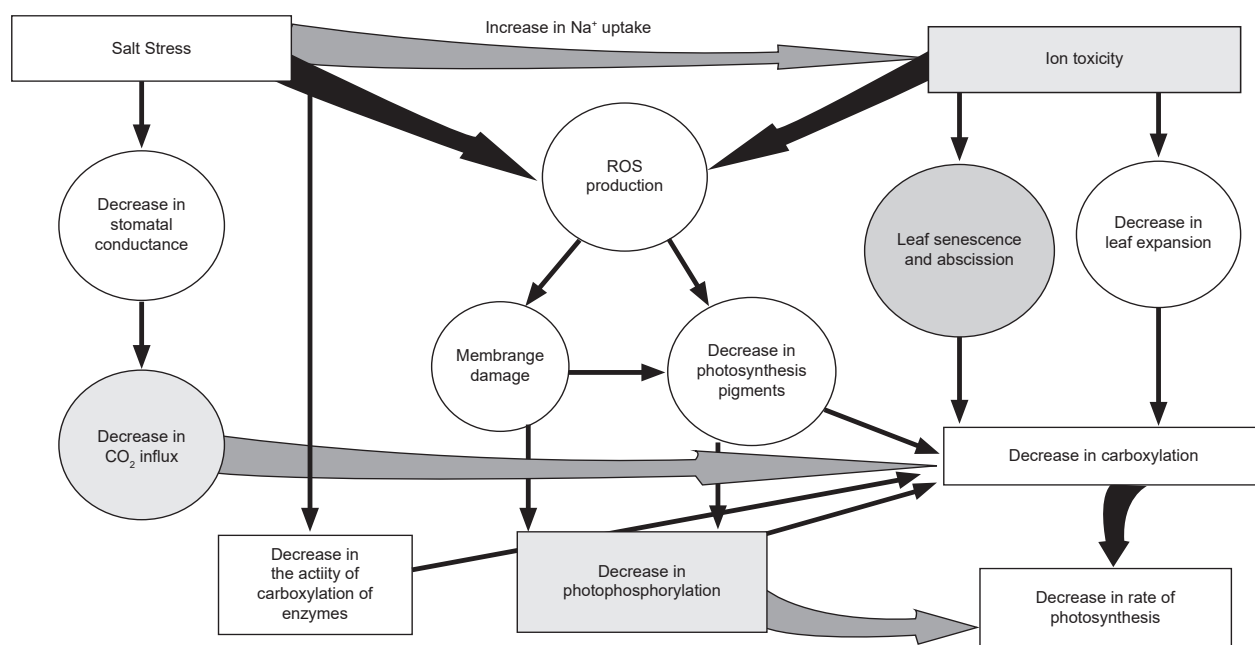 Increase in Na⁺ uptake
Salt Stress
Ion toxicity
ROS
production
Decrease in
stomatal
conductance
Leaf senescence
and abscission
Decrease in
leaf expansion
Membrange
damage
Decrease in
photosynthesis
pigments
Decrease in
CO₂ influx
Decrease in carboxylation
Decrease in
the actiity of
carboxylation of
enzymes
Decrease in
photophosphorylation
Decrease in rate of
photosynthesis